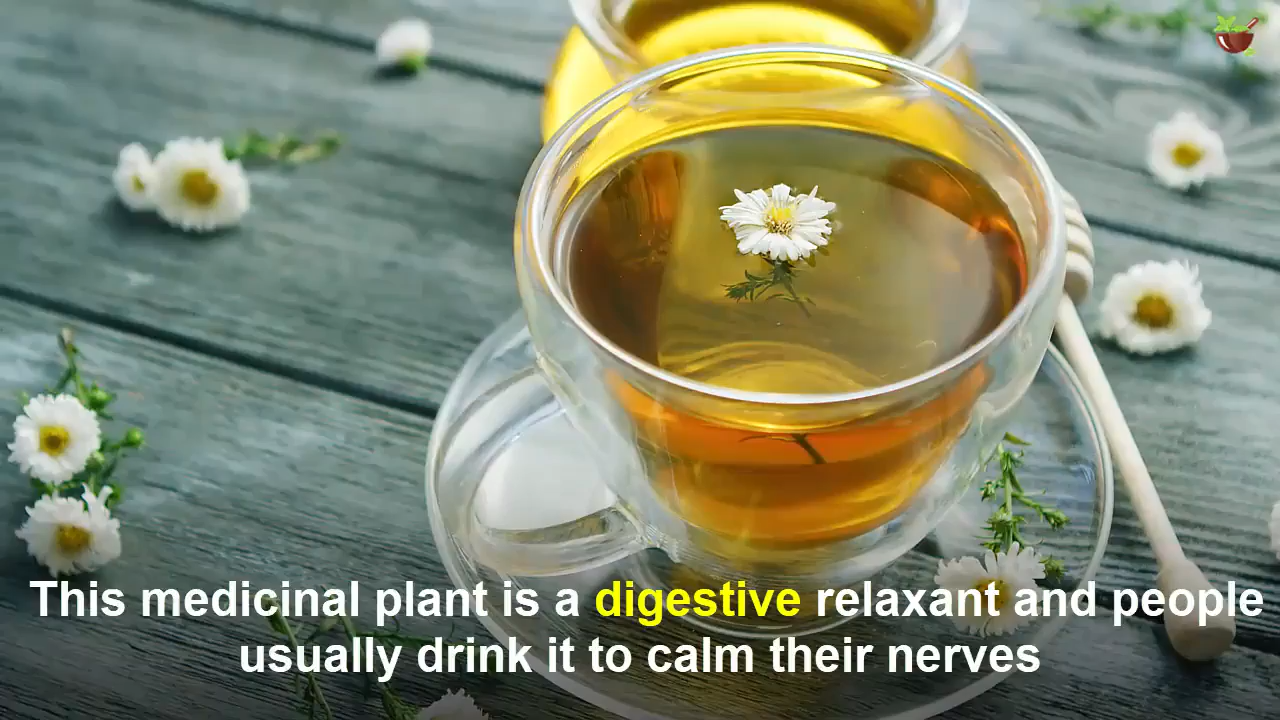 This medicinal plant is a digestive relaxant and people
usually drink it to calm their nerves